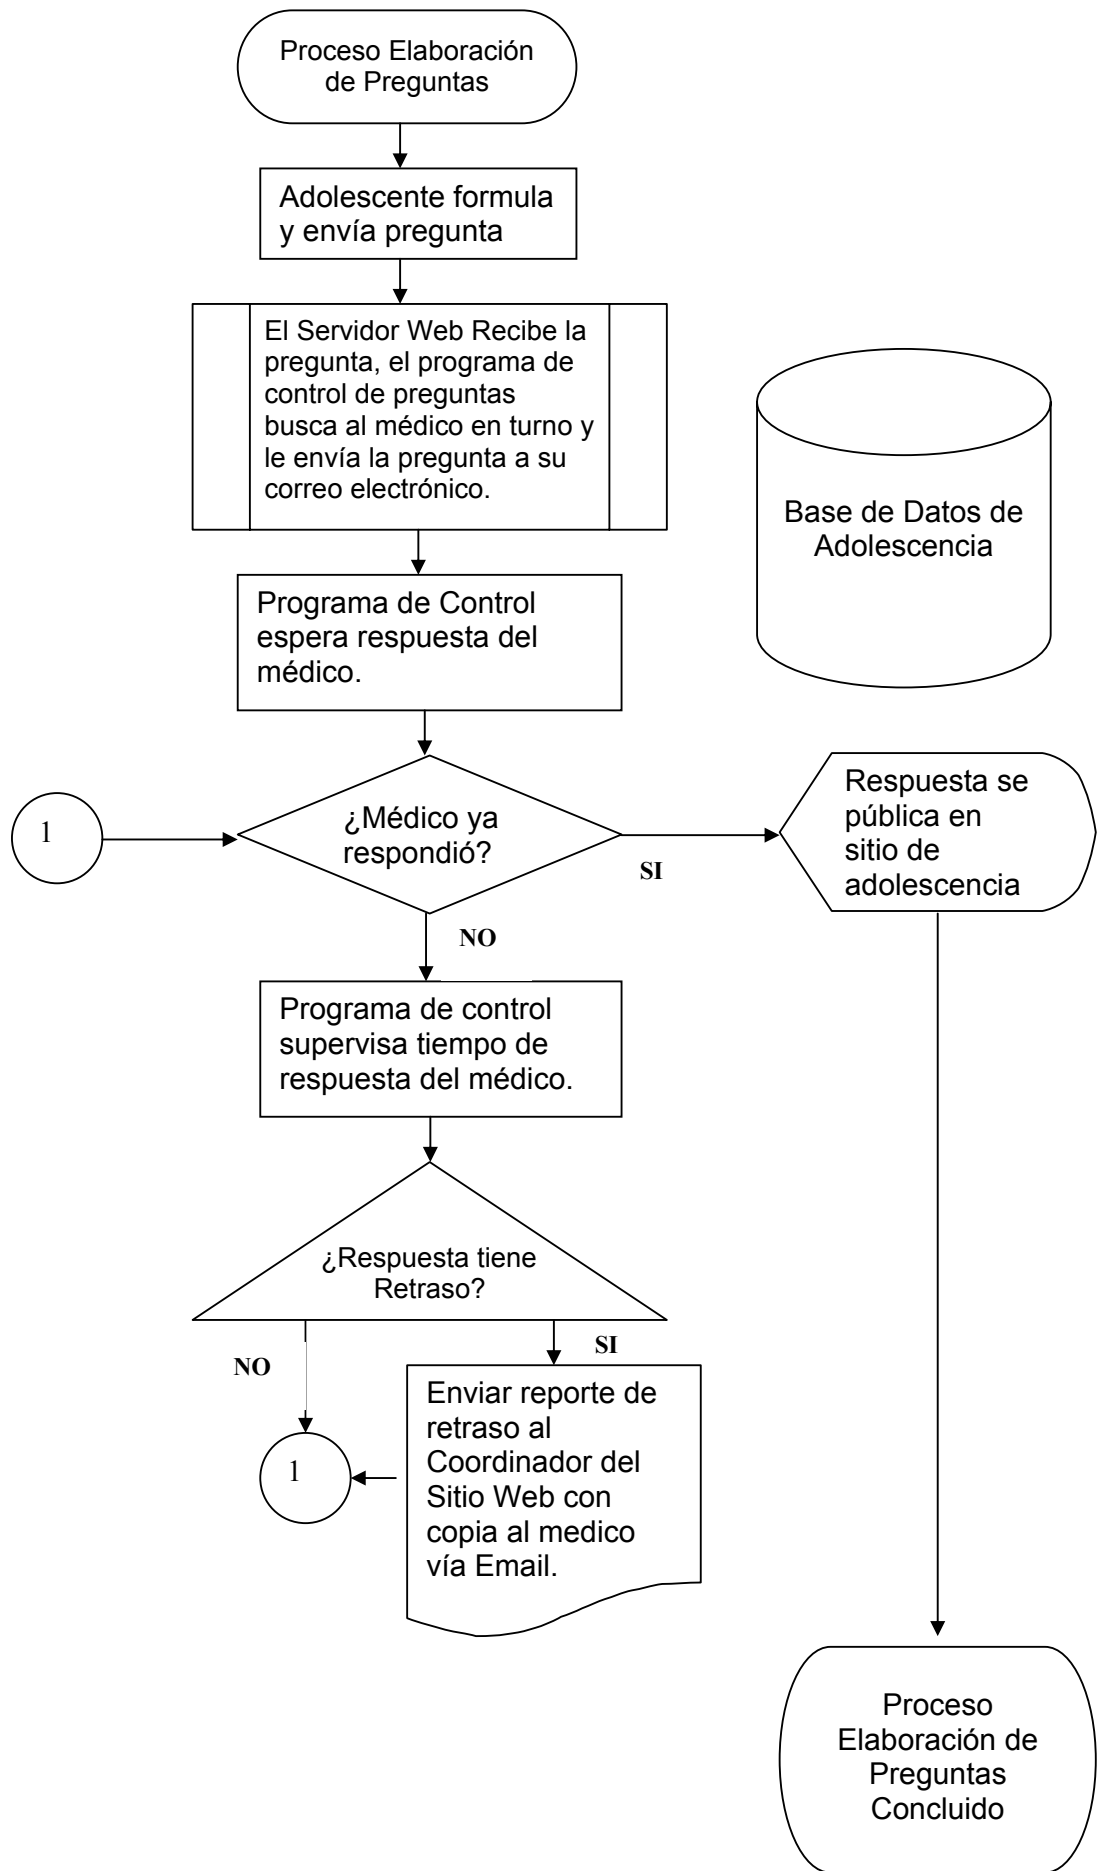 Proceso Elaboración
de Preguntas
Adolescente formula
y envía pregunta
El Servidor Web Recibe la
pregunta, el programa de
control de preguntas
busca al médico en turno y
le envía la pregunta a su
correo electrónico.
Base de Datos de
Adolescencia
Programa de Control
espera respuesta del
médico.
1
¿Médico ya
respondió?
SI
Respuesta se
pública en
sitio de
adolescencia
NO
Programa de control
supervisa tiempo de
respuesta del médico.
¿Respuesta tiene
Retraso?
NO
SI
1
Enviar reporte de
retraso al
Coordinador del
Sitio Web con
copia al medico
vía Email.
Proceso
Elaboración de
Preguntas
Concluido